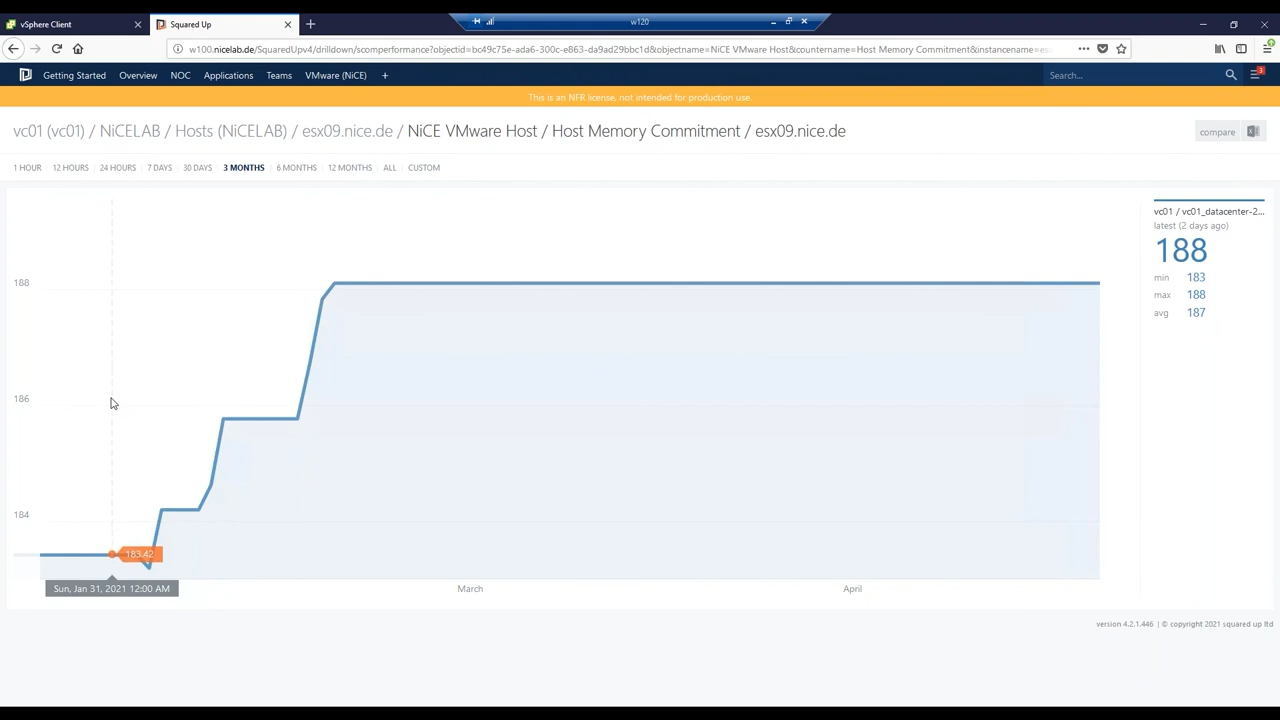 vSphere Client
Squared Up
w120
w100.nicelab.de/SquaredUpv4/drilldown/scomperformance?objectid=bc49c75e-ada6-300c-e863-da9ad29bbc1d&objectname=NiCE VMware Host&countername=Host Memory Commitment&instancename=es
Getting Started
Overview
NOC
Applications
Teams
VMware (NiCE)
+
Search...
3
This is an NFR license, not intended for production use.
vc01 (vc01) / NiCELAB / Hosts (NiCELAB) / esx09.nice.de / NiCE VMware Host / Host Memory Commitment / esx09.nice.de
compare
1 HOUR
12 HOURS
24 HOURS
7 DAYS
30 DAYS
3 MONTHS
6 MONTHS
12 MONTHS
ALL
CUSTOM
vc01 / vc01_datacenter-2...
latest (2 days ago)
188
min 183
max 188
avg 187
188
186
184
183.42
Sun, Jan 31, 2021 12:00 AM
March
April
version 4.2.1.446 | © copyright 2021 squared up ltd